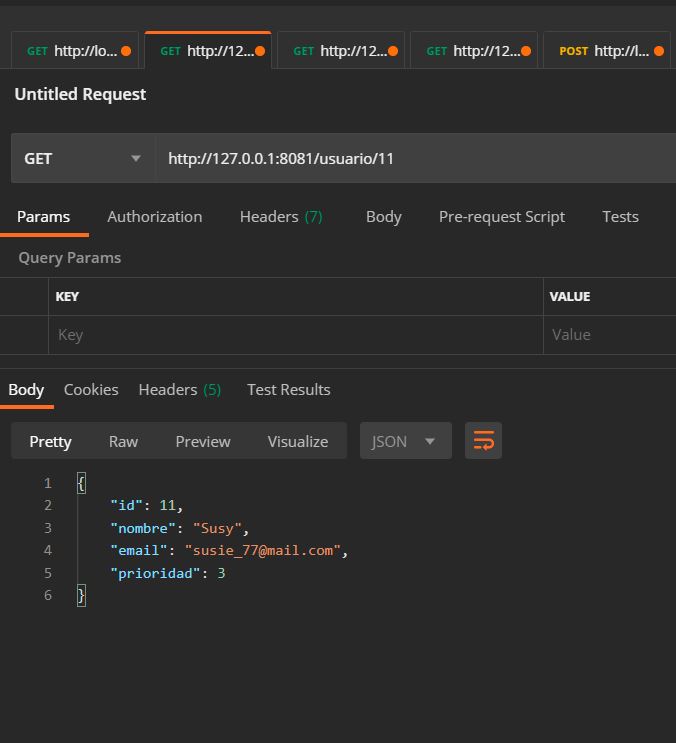 GET http://lo... GET http://12... GET http://12... GET http://12... POST http://l...
Untitled Request
GET http://127.0.0.1:8081/usuario/11
Params Authorization Headers (7) Body Pre-request Script Tests
Query Params
KEY VALUE
Key Value
Body Cookies Headers (5) Test Results
Pretty Raw Preview Visualize JSON
1 {
2 "id": 11,
3 "nombre": "Susy",
4 "email": "susie_77@mail.com",
5 "prioridad": 3
6 }